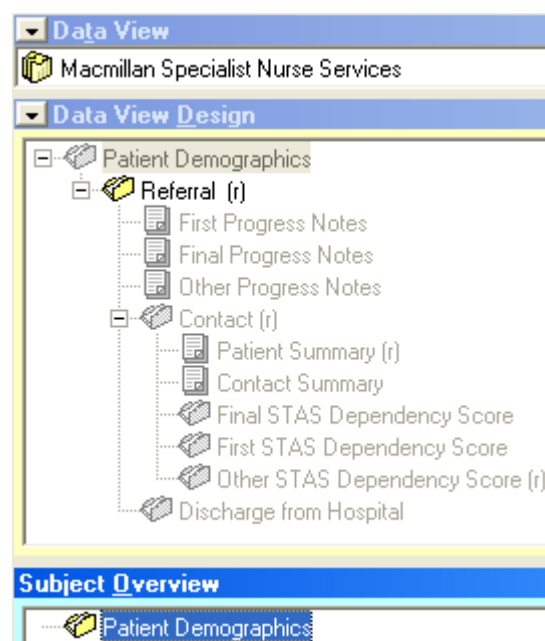 Data View
Macmillan Specialist Nurse Services
Data View Design
Patient Demographics
Referral (r)
First Progress Notes
Final Progress Notes
Other Progress Notes
Contact (r)
Patient Summary (r)
Contact Summary
Final STAS Dependency Score
First STAS Dependency Score
Other STAS Dependency Score (r)
Discharge from Hospital
Subject Overview
Patient Demographics